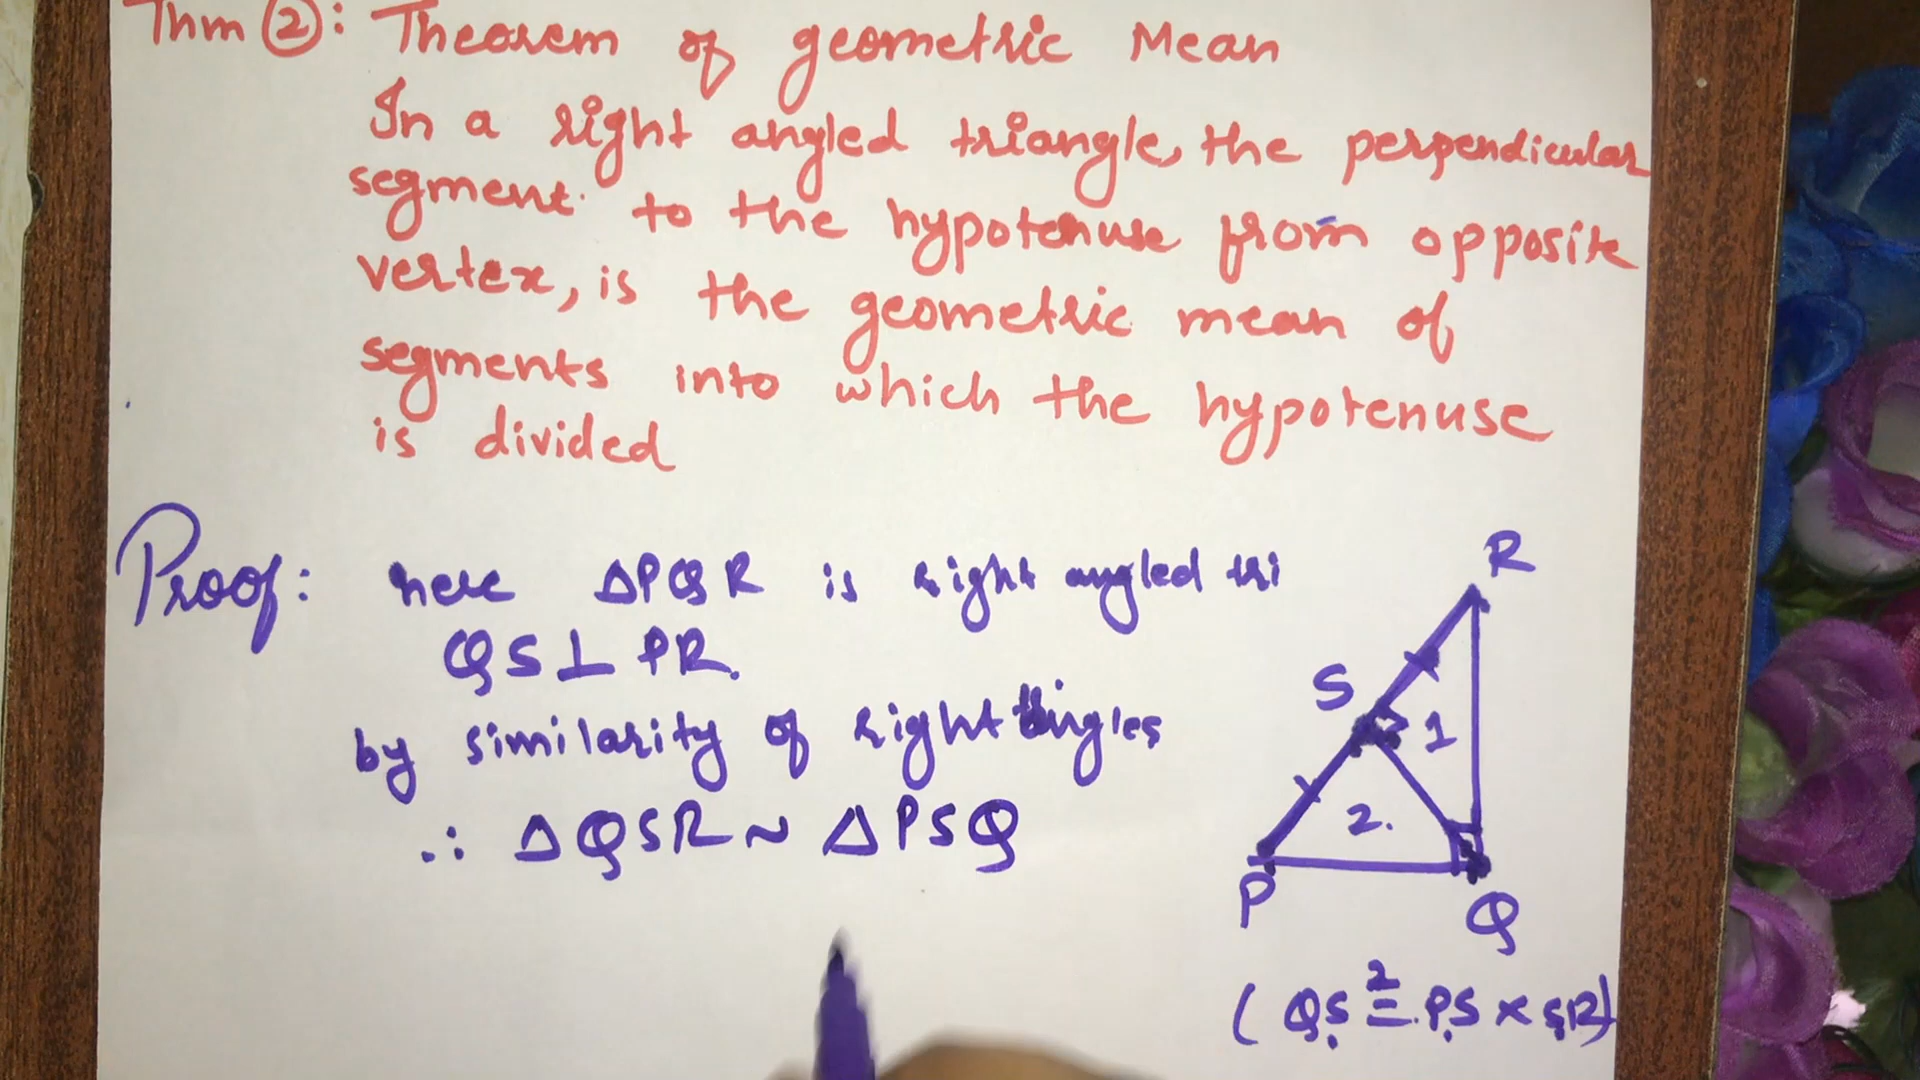 Thm ②: Theorem of geometric Mean
In a right angled triangle, the perpendicular
segment to the hypotenuse from opposite
vertex, is the geometric mean of
segments into which the hypotenuse
is divided
Proof: here ΔPQR is right angled tri
QS⊥ PR.
by similarity of right tringles
∴ ΔQSR ~ ΔPSQ
R
S
1
2.
P
Q
(QS² = PS × SR)